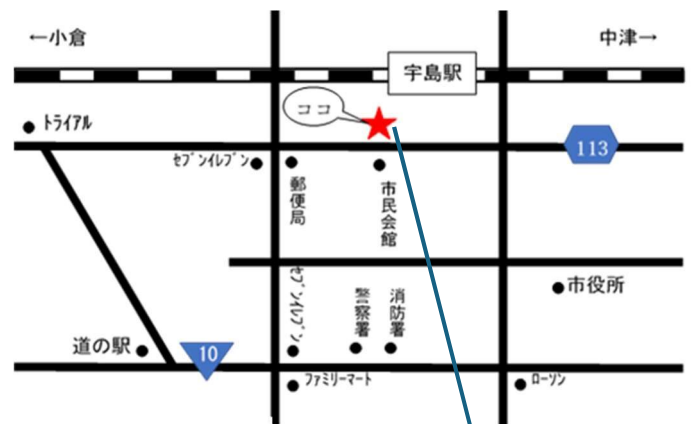 ←小倉
中津→
宇島駅
ココ
トライアル
113
セブンイレブン
郵便局
市民会館
市役所
セブンイレブン
警察署
消防署
道の駅
10
ファミリーマート
ローソン